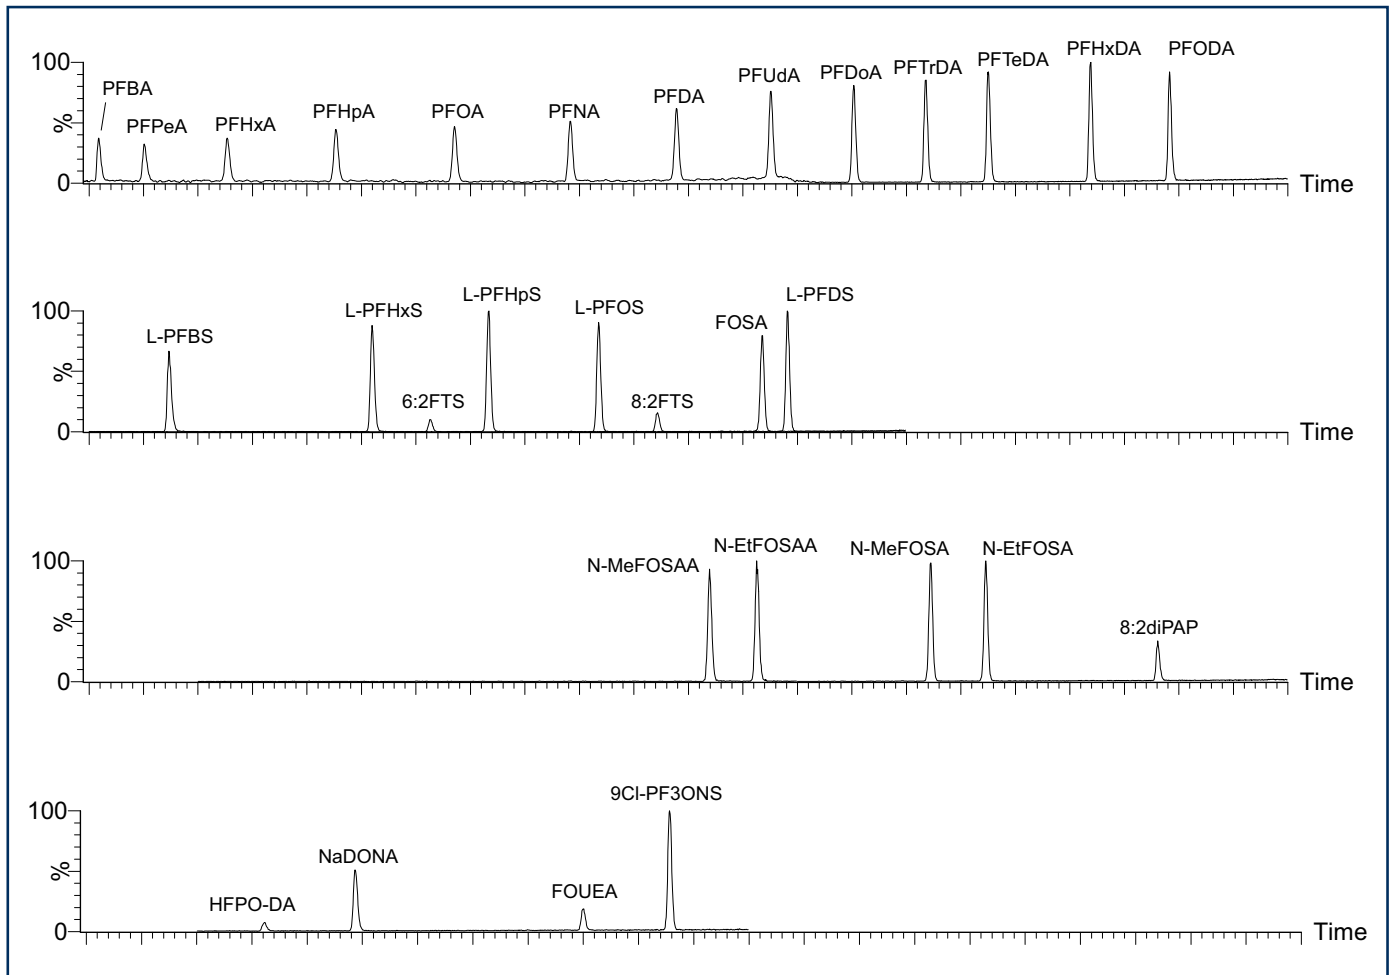 100
%
0
PFBA
PFPeA
PFHxA
PFHpA
PFOA
PFNA
PFDA
PFUdA
PFDoA
PFTrDA
PFTeDA
PFHxDA
PFODA
Time
100
%
0
L-PFBS
L-PFHxS
6:2FTS
L-PFHpS
L-PFOS
8:2FTS
FOSA
L-PFDS
Time
100
%
0
N-MeFOSAA
N-EtFOSAA
N-MeFOSA
N-EtFOSA
8:2diPAP
Time
100
%
0
HFPO-DA
NaDONA
FOUEA
9Cl-PF3ONS
Time